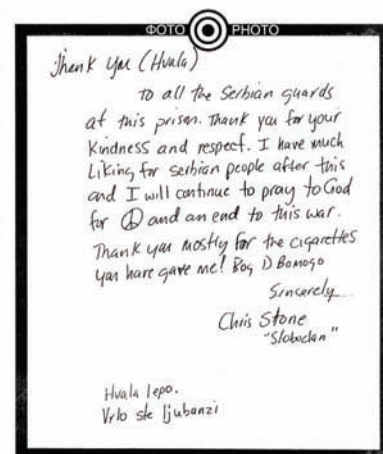 ФОТО PHOTO
Thank you (Hvala)
To all the Serbian guards
at this prison. Thank you for your
kindness and respect. I have much
liking for serbian people after this
and I will continue to pray to God
for ☮ and an end to this war.
Thank you mostly for the cigarettes
you have gave me! Bog D Bomogo
Sincerely
Chris Stone
"Slobodan"
Hvala lepo.
Vrlo ste ljubanzi